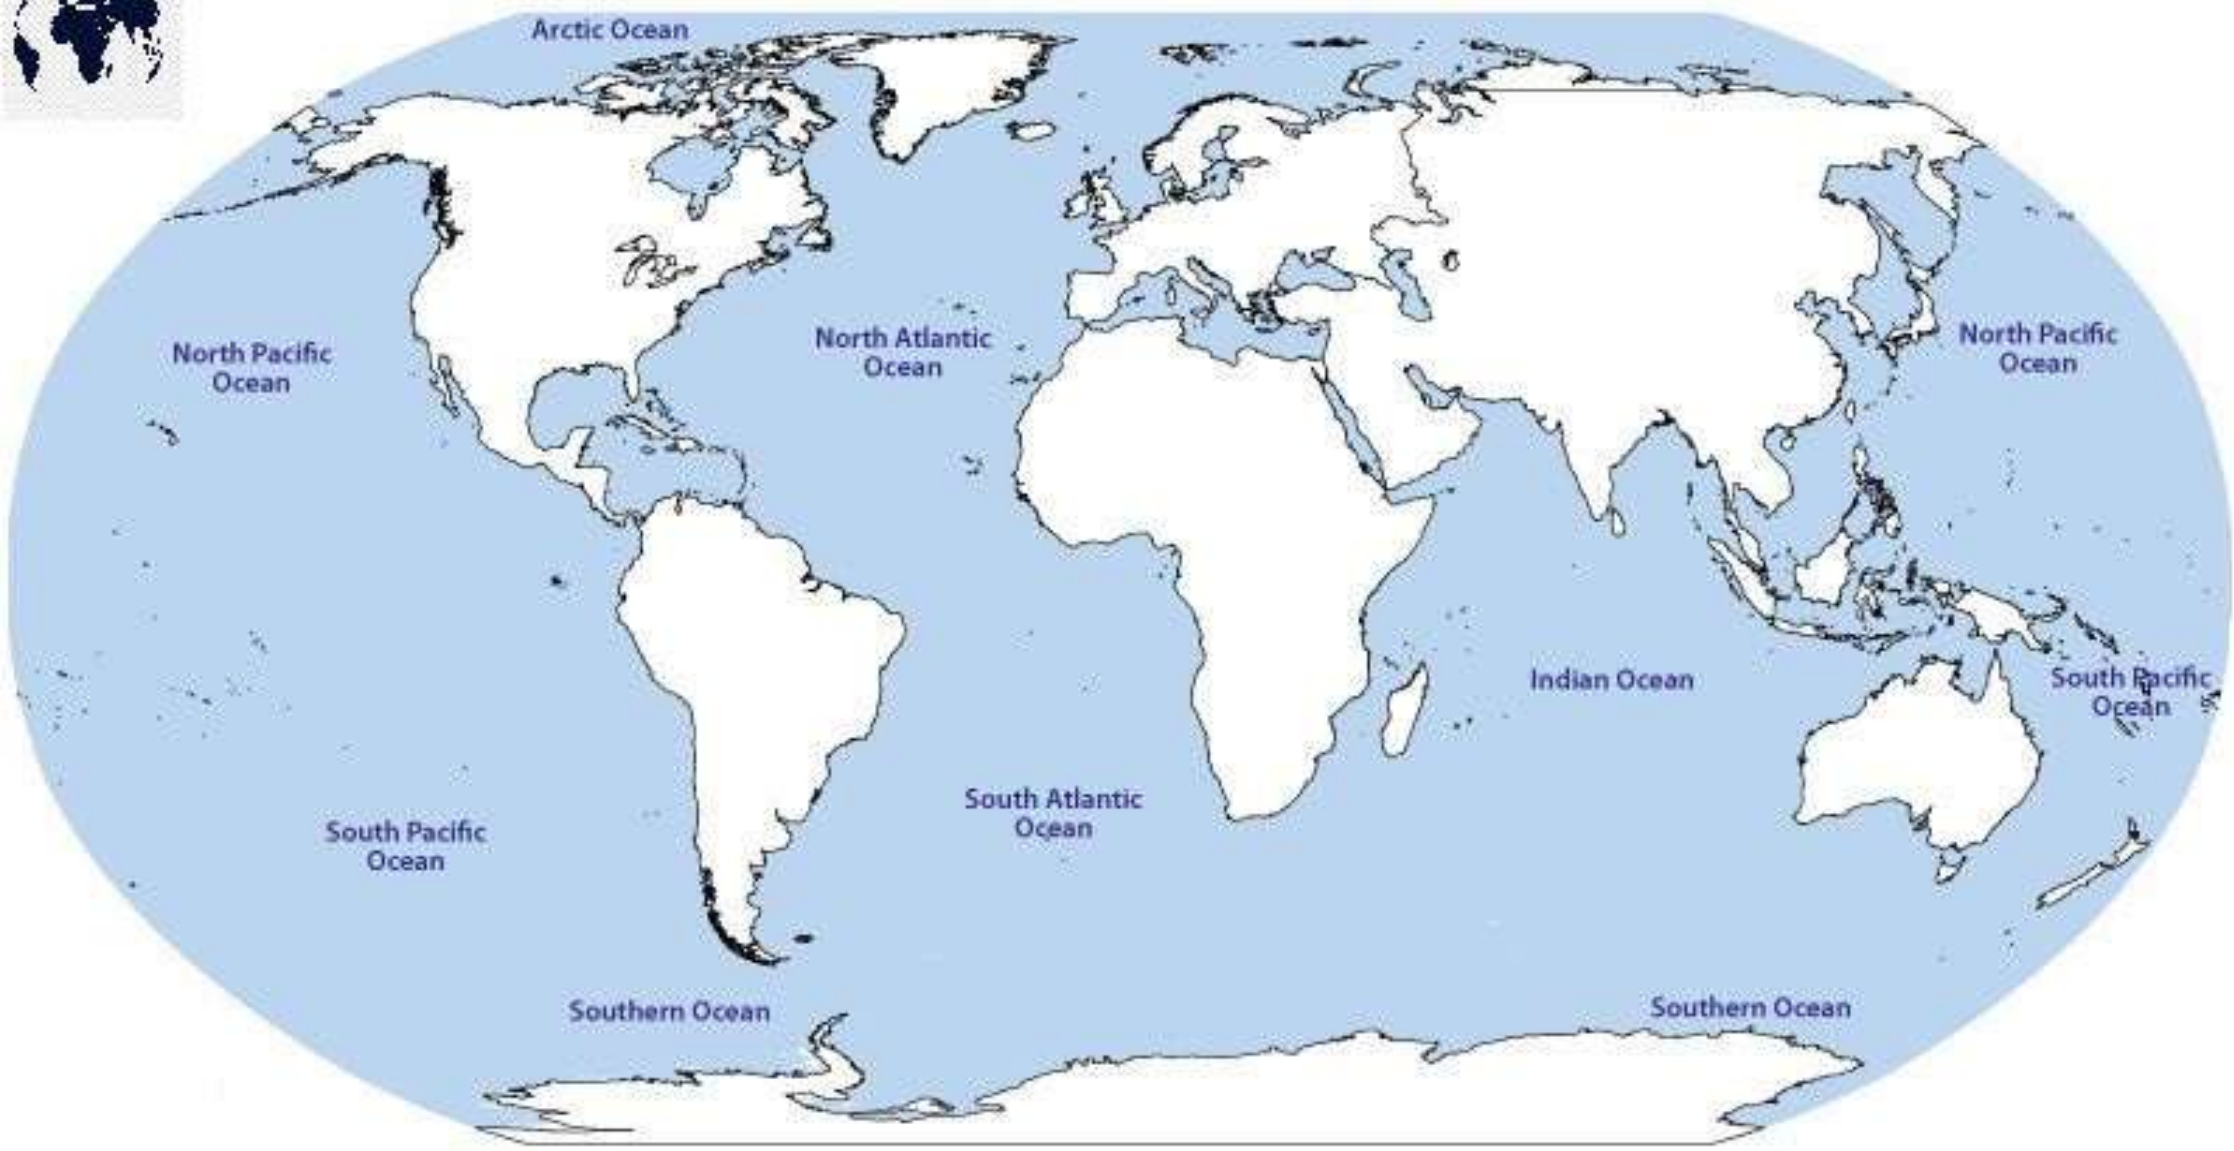 Arctic Ocean
North Pacific
Ocean
North Atlantic
Ocean
North Pacific
Ocean
Indian Ocean
South Pacific
Ocean
South Atlantic
Ocean
South Pacific
Ocean
Southern Ocean
Southern Ocean